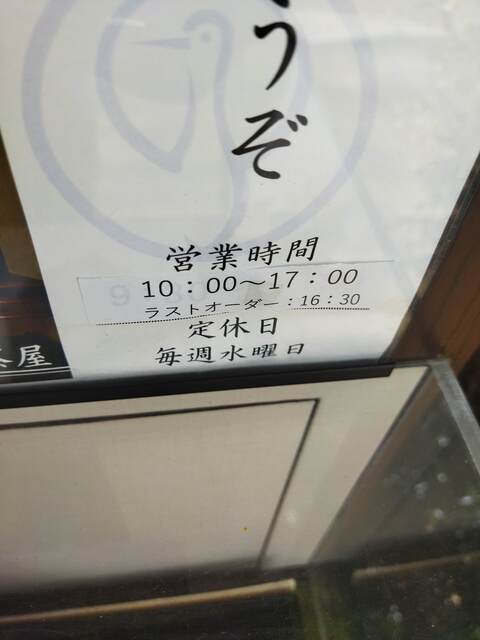 うぞ
営業時間
10：00～17：00
ラストオーダー：16：30
定休日
毎週水曜日
屋